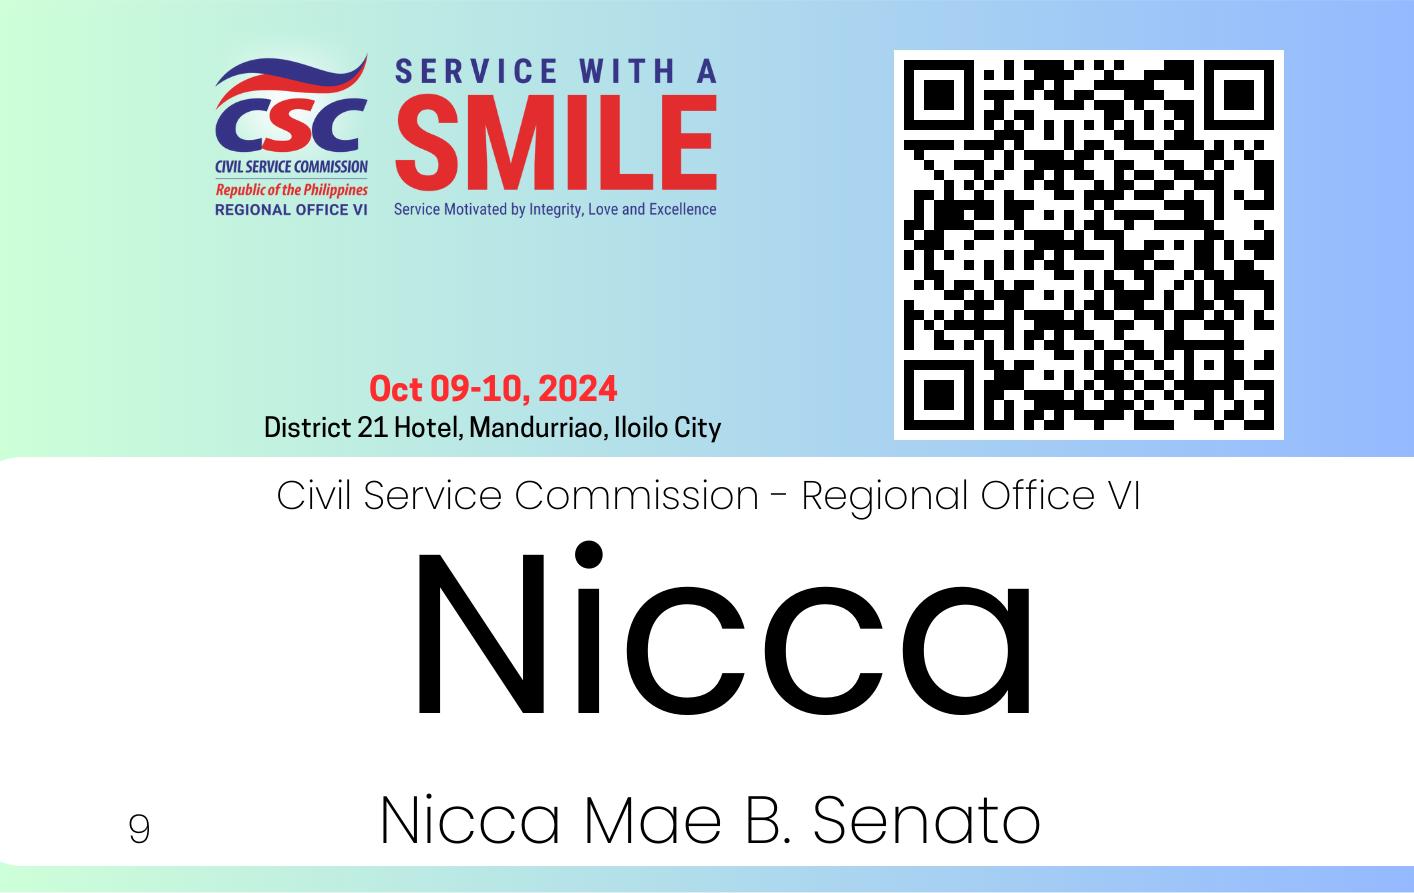 CSC
CIVIL SERVICE COMMISSION
Republic of the Philippines
REGIONAL OFFICE VI
SERVICE WITH A
SMILE
Service Motivated by Integrity, Love and Excellence
Oct 09-10, 2024
District 21 Hotel, Mandurriao, Iloilo City
Civil Service Commission - Regional Office VI
Nicca
Nicca Mae B. Senato
9